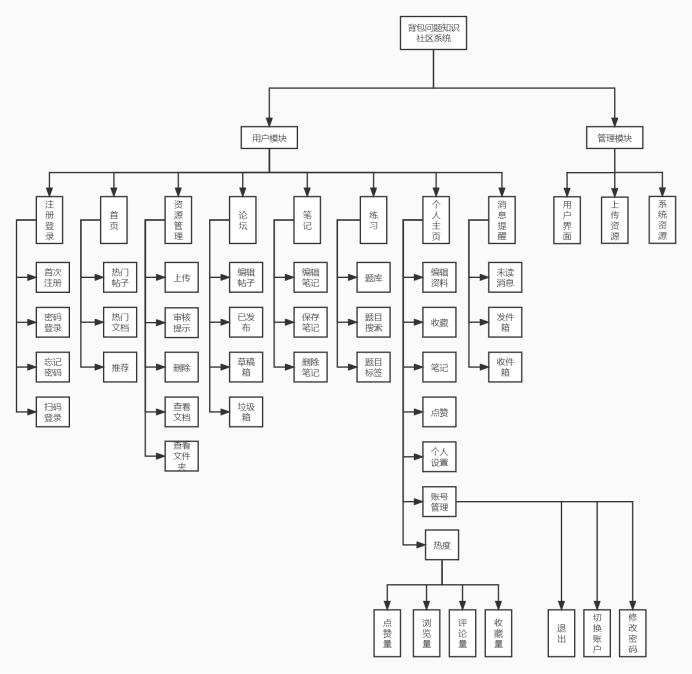 背包问题知识
社区系统
用户模块
管理模块
注
册
登
录
首
页
资
源
管
理
论
坛
笔
记
练
习
个
人
主
页
消
息
提
醒
用
户
界
面
上
传
资
源
系
统
资
源
首次
注册
热门
帖子
上传
编辑
帖子
编辑
笔记
题库
编辑
资料
未读
消息
密码
登录
热门
文档
审核
提示
已发
布
保存
笔记
题目
搜索
收藏
发件
箱
忘记
密码
推荐
删除
草稿
箱
删除
笔记
题目
标签
笔记
收件
箱
扫码
登录
查看
文档
垃圾
箱
点赞
查看
文件
夹
个人
设置
账号
管理
热度
点
赞
量
浏
览
量
评
论
量
收
藏
量
退
出
切
换
账
户
修
改
密
码